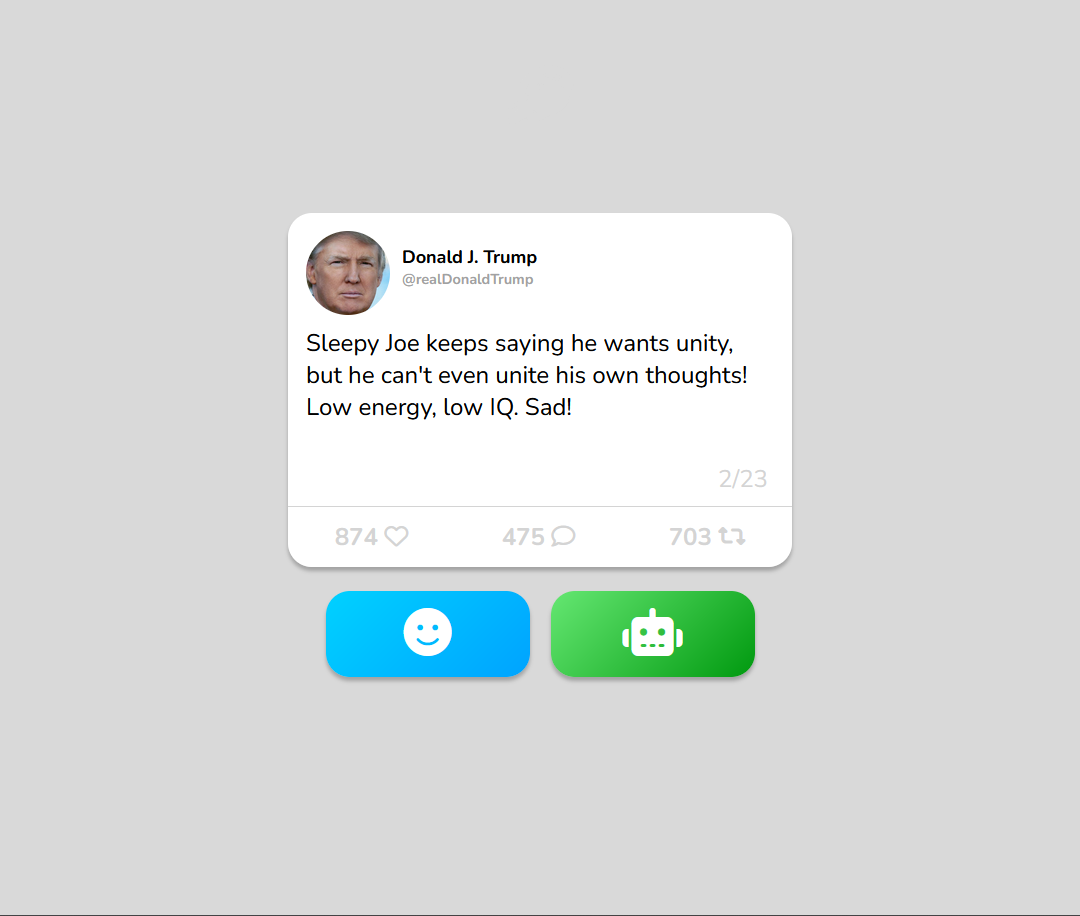 Donald J. Trump
@realDonaldTrump
Sleepy Joe keeps saying he wants unity,
but he can't even unite his own thoughts!
Low energy, low IQ. Sad!
2/23
874 475 703